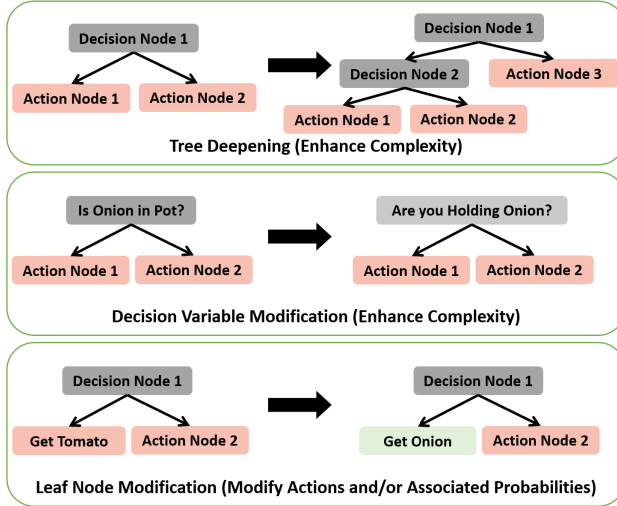 Decision Node 1
Action Node 1
Action Node 2
Decision Node 1
Decision Node 2
Action Node 3
Action Node 1
Action Node 2
Tree Deepening (Enhance Complexity)
Is Onion in Pot?
Action Node 1
Action Node 2
Are you Holding Onion?
Action Node 1
Action Node 2
Decision Variable Modification (Enhance Complexity)
Decision Node 1
Get Tomato
Action Node 2
Decision Node 1
Get Onion
Action Node 2
Leaf Node Modification (Modify Actions and/or Associated Probabilities)